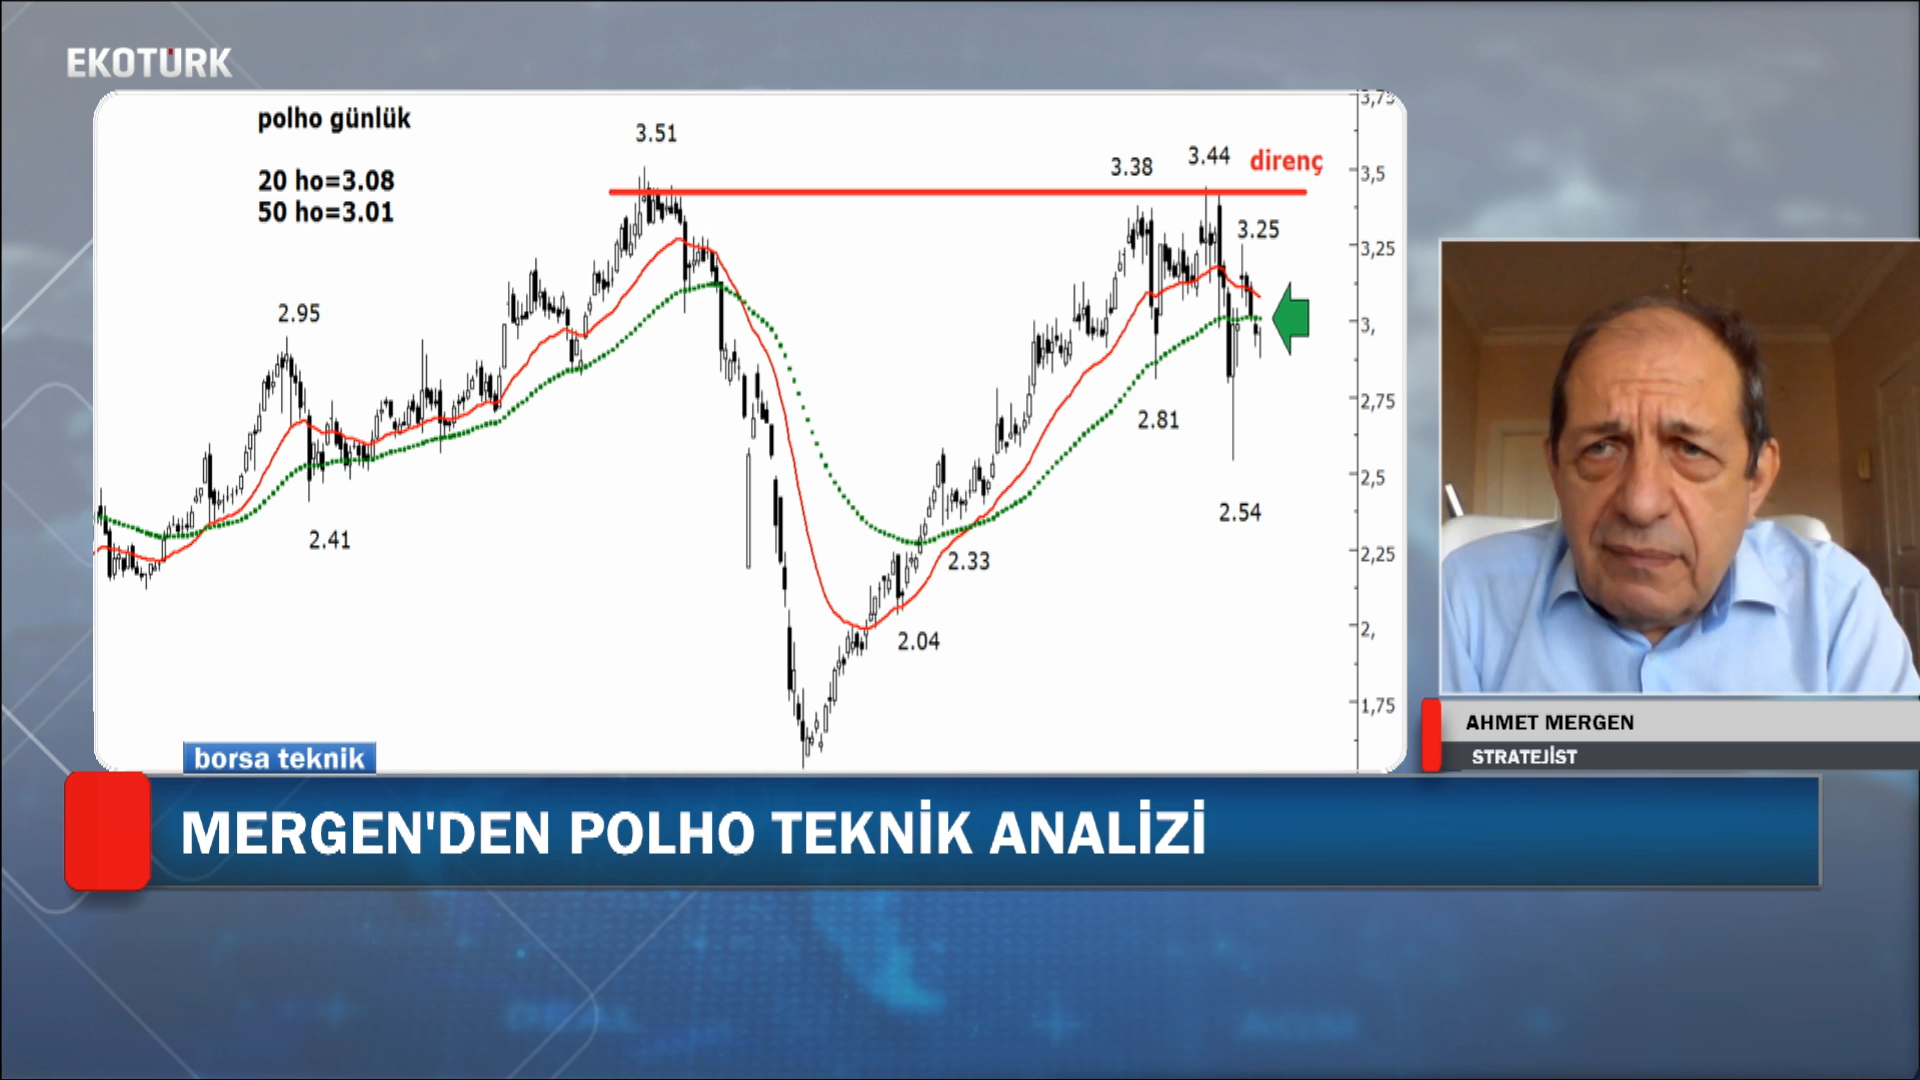 EKOTÜRK
polho günlük
20 ho=3.08
50 ho=3.01
3.51
3.38
3.44
direnç
3.25
2.95
2.41
2.81
2.54
2.33
2.04
3,75
3,5
3,25
3,
2,75
2,5
2,25
2,
1,75
borsa teknik
AHMET MERGEN
STRATEJİST
MERGEN'DEN POLHO TEKNİK ANALİZİ